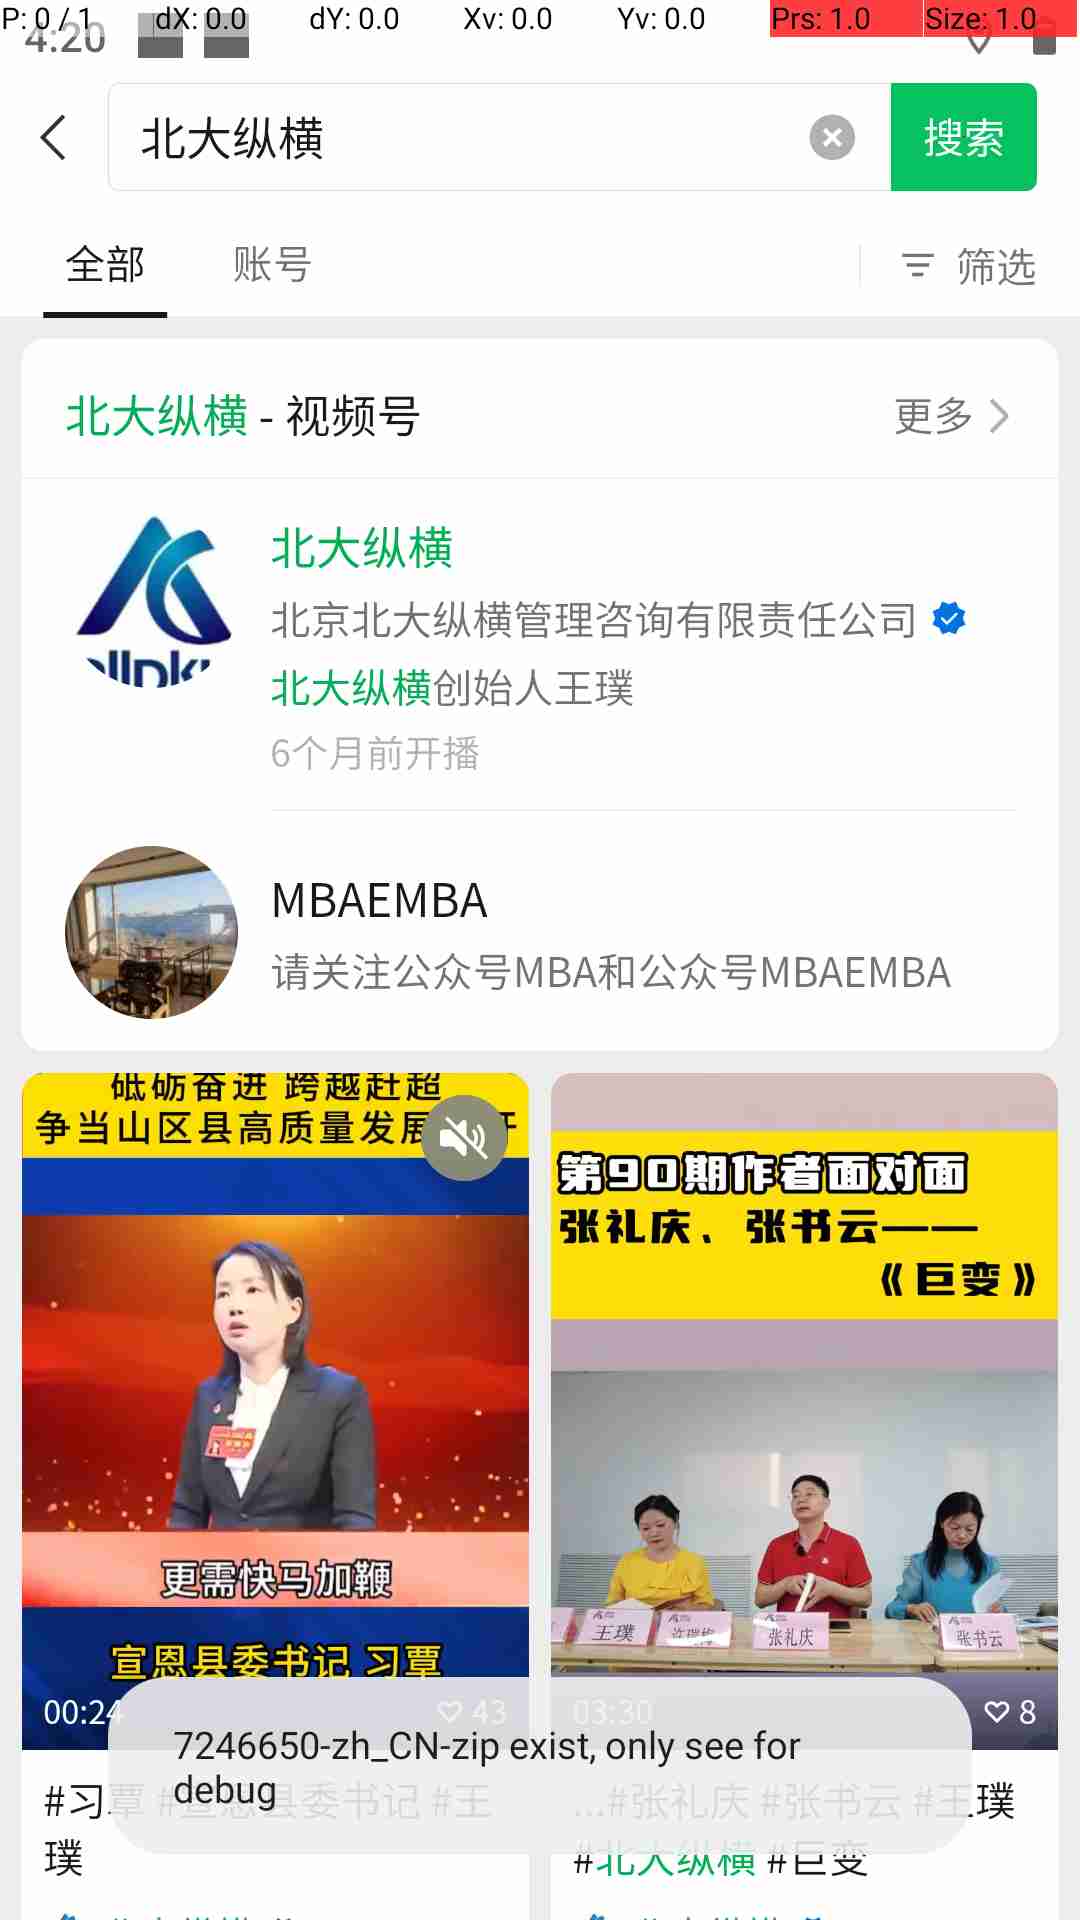 P: 0 / 1 dX: 0.0 dY: 0.0 Xv: 0.0 Yv: 0.0 Prs: 1.0 Size: 1.0
4:20
北大纵横
搜索
全部 账号 筛选
北大纵横 - 视频号 更多
北大纵横
北京北大纵横管理咨询有限责任公司
北大纵横创始人王璞
6个月前开播
MBAEMBA
请关注公众号MBA和公众号MBAEMBA
砥砺奋进 跨越赶超
争当山区县高质量发展
更需快马加鞭
宣恩县委书记 习覃
00:24 43
#习覃 #宣恩县委书记 #王
璞
第90期作者面对面
张礼庆、张书云——
《巨变》
王璞 张礼庆 张书云
03:30 8
...#张礼庆 #张书云 #王璞
#北大纵横 #巨变
7246650-zh_CN-zip exist, only see for
debug